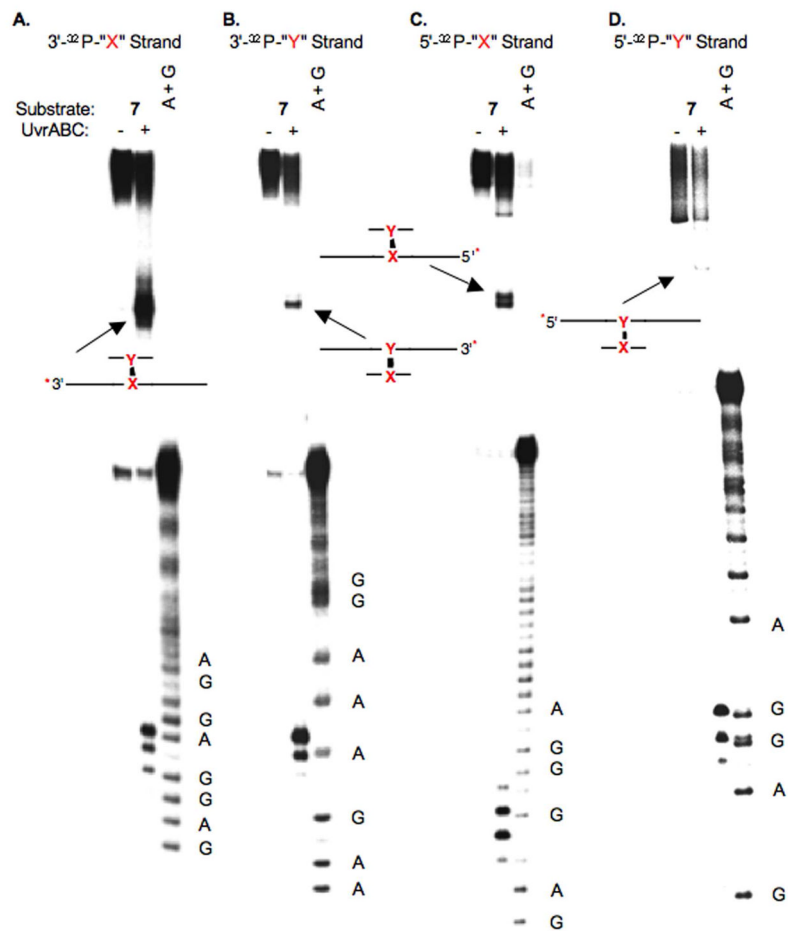 A. B. C. D.
3'-³²P-"X" Strand 3'-³²P-"Y" Strand 5'-³²P-"X" Strand 5'-³²P-"Y" Strand
A + G A + G A + G A + G
Substrate: 7 7 7 7
UvrABC: - + - + - + - +
Y
X 5'*
*5' Y
X
Y 3'*
X
Y
*3' X
G
G
A
A
A
G
A
A
A
G
G
A
G
G
A
G
A
G
G
G
A
G
A
G
G
A
G